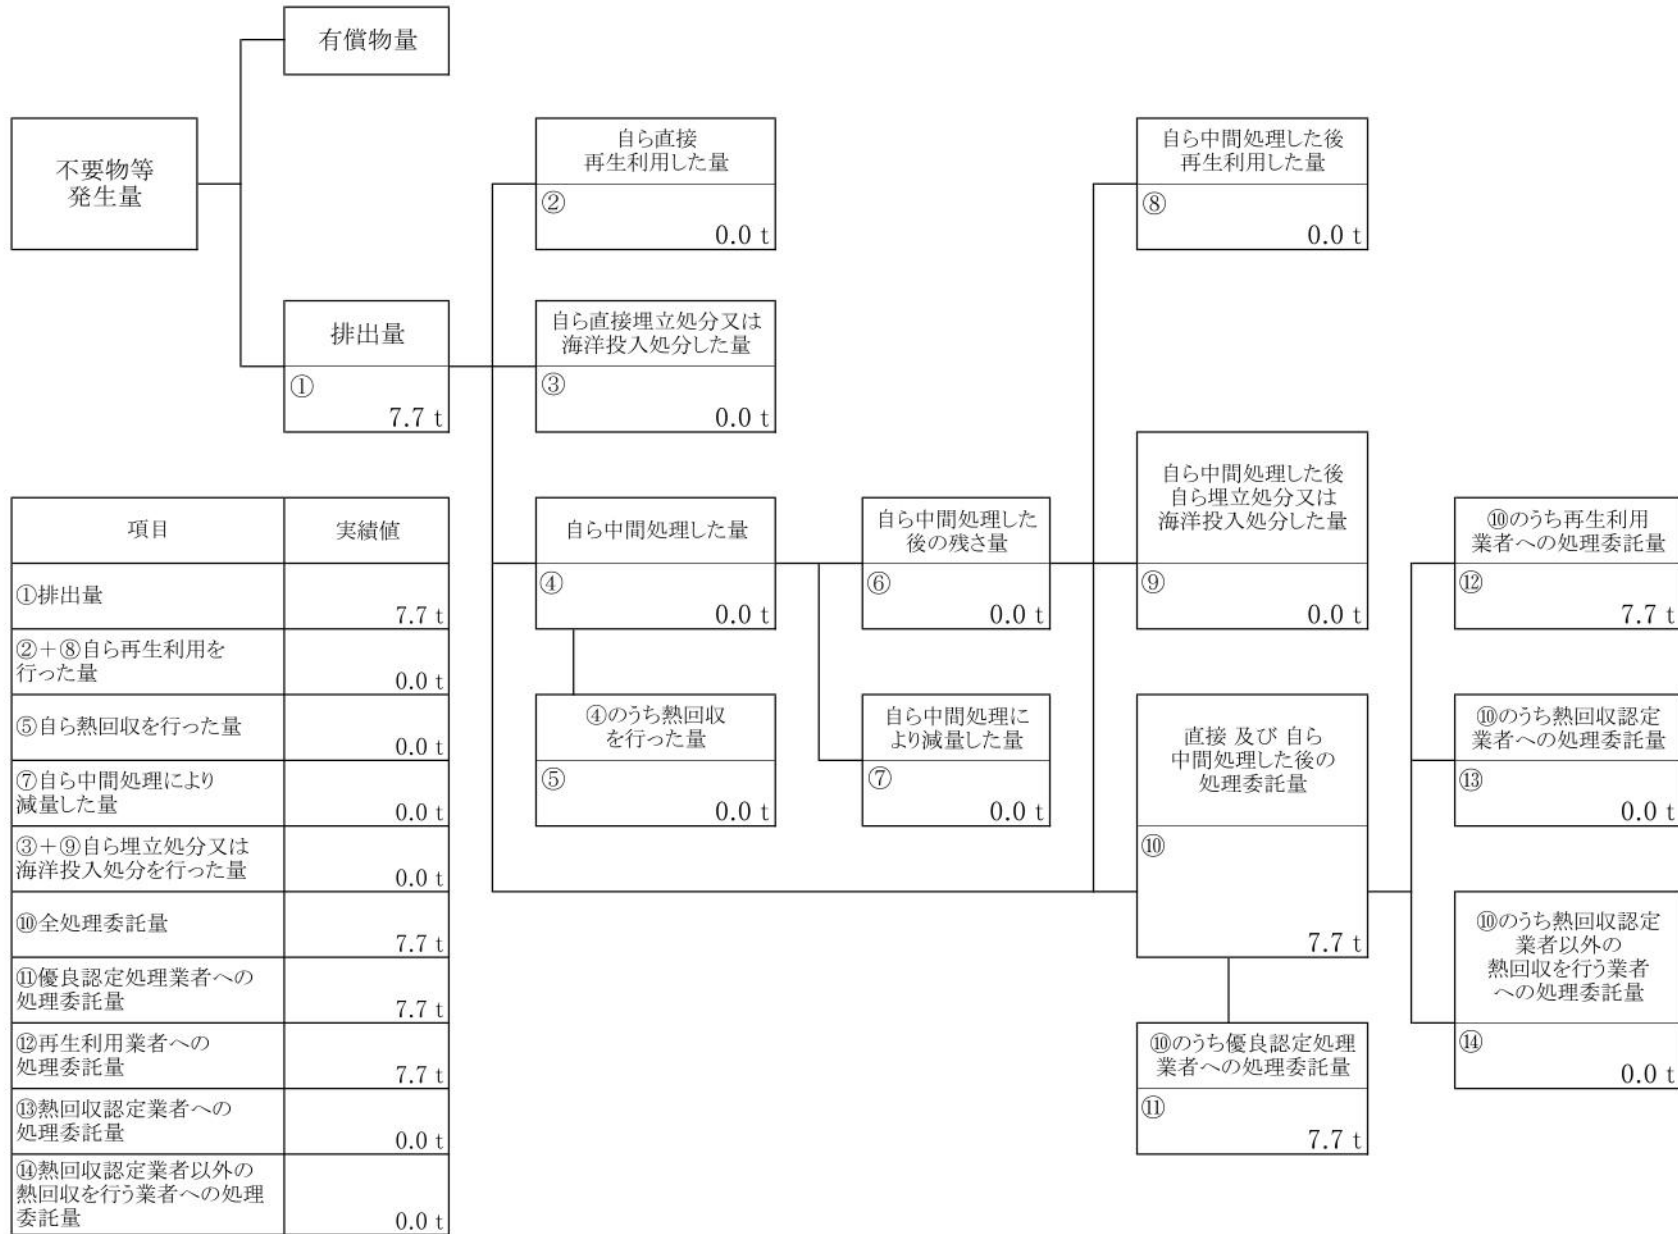 有償物量
不要物等
発生量
自ら直接
再生利用した量
②
0.0 t
自ら中間処理した後
再生利用した量
⑧
0.0 t
排出量
①
7.7 t
自ら直接埋立処分又は
海洋投入処分した量
③
0.0 t
自ら中間処理した量
④
0.0 t
自ら中間処理した
後の残さ量
⑥
0.0 t
自ら中間処理した後
自ら埋立処分又は
海洋投入処分した量
⑨
0.0 t
⑩のうち再生利用
業者への処理委託量
⑫
7.7 t
④のうち熱回収
を行った量
⑤
0.0 t
自ら中間処理に
より減量した量
⑦
0.0 t
直接 及び 自ら
中間処理した後の
処理委託量
⑩
7.7 t
⑩のうち熱回収認定
業者への処理委託量
⑬
0.0 t
⑩のうち熱回収認定
業者以外の
熱回収を行う業者
への処理委託量
⑭
0.0 t
⑩のうち優良認定処理
業者への処理委託量
⑪
7.7 t
項目 実績値
①排出量
7.7 t
②+⑧自ら再生利用を
行った量
0.0 t
⑤自ら熱回収を行った量
0.0 t
⑦自ら中間処理により
減量した量
0.0 t
③+⑨自ら埋立処分又は
海洋投入処分を行った量
0.0 t
⑩全処理委託量
7.7 t
⑪優良認定処理業者への
処理委託量
7.7 t
⑫再生利用業者への
処理委託量
7.7 t
⑬熱回収認定業者への
処理委託量
0.0 t
⑭熱回収認定業者以外の
熱回収を行う業者への処理
委託量
0.0 t